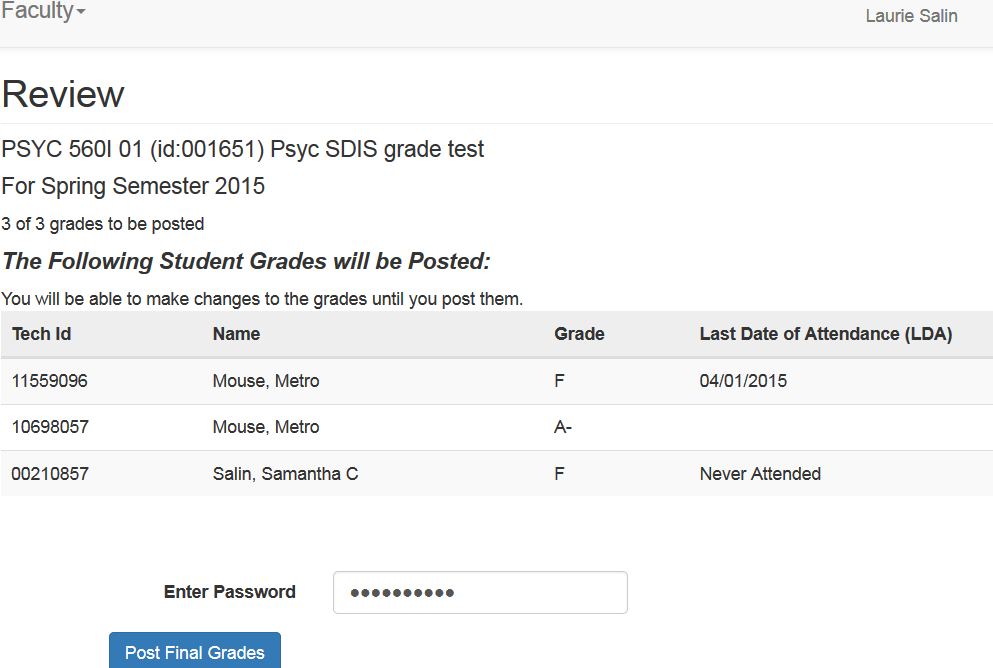 Faculty
Laurie Salin
Review
PSYC 560I 01 (id:001651) Psyc SDIS grade test
For Spring Semester 2015
3 of 3 grades to be posted
The Following Student Grades will be Posted:
You will be able to make changes to the grades until you post them.
Tech Id Name Grade Last Date of Attendance (LDA)
11559096 Mouse, Metro F 04/01/2015
10698057 Mouse, Metro A-
00210857 Salin, Samantha C F Never Attended
Enter Password ••••••••••
Post Final Grades